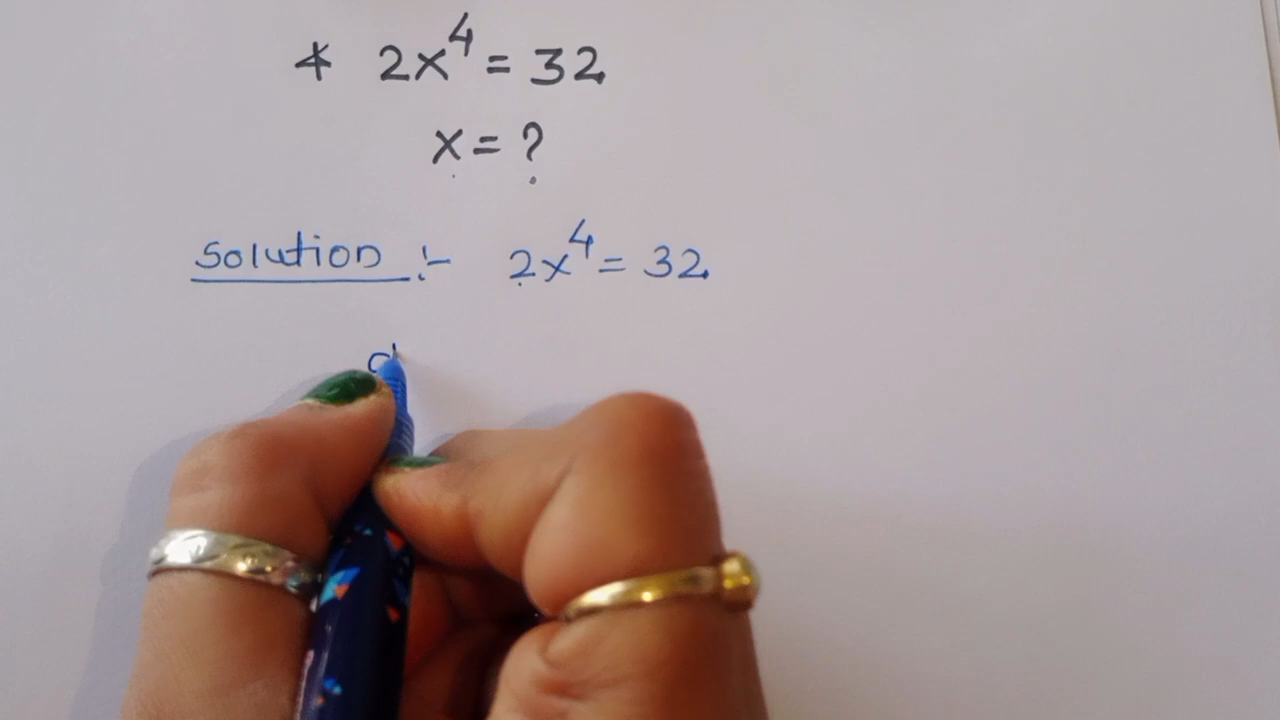 * 2x⁴ = 32
x = ?
Solution :- 2x⁴ = 32